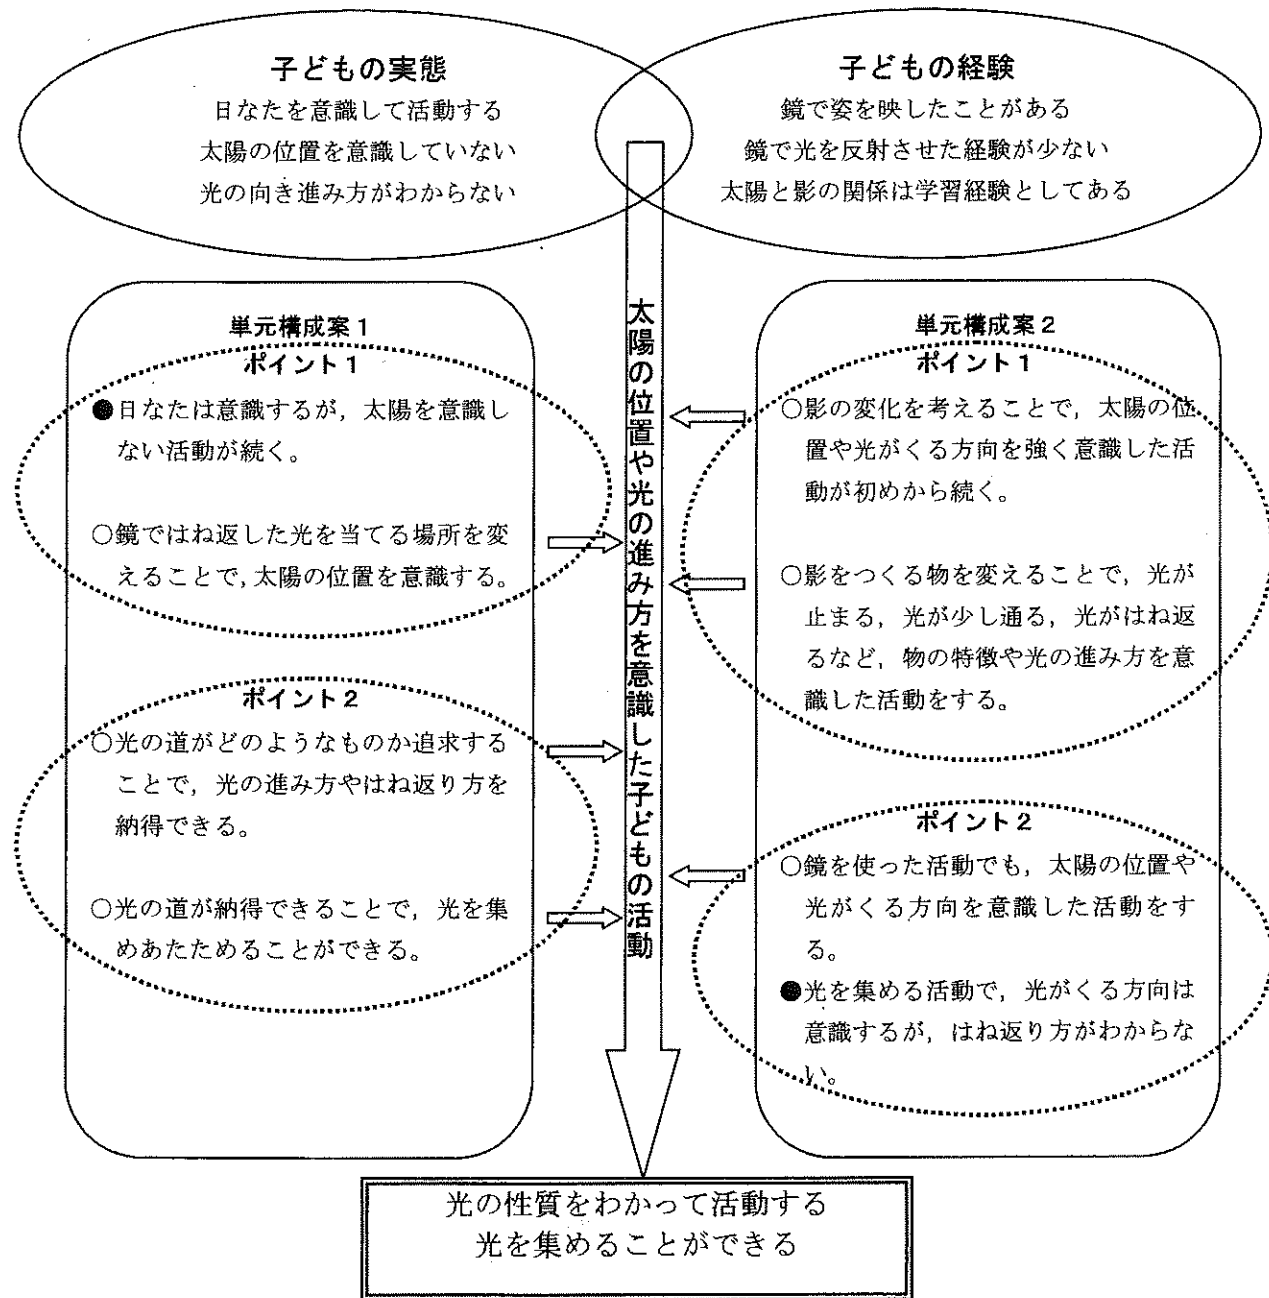 子どもの実態
日なたを意識して活動する
太陽の位置を意識していない
光の向き進み方がわからない
子どもの経験
鏡で姿を映したことがある
鏡で光を反射させた経験が少ない
太陽と影の関係は学習経験としてある
単元構成案1
ポイント1
●日なたは意識するが，太陽を意識し
ない活動が続く。
○鏡ではね返した光を当てる場所を変
えることで，太陽の位置を意識する。
ポイント2
○光の道がどのようなものか追求する
ことで，光の進み方やはね返り方を
納得できる。
○光の道が納得できることで，光を集
めあたためることができる。
太陽の位置や光の進み方を意識した子どもの活動
単元構成案2
ポイント1
○影の変化を考えることで，太陽の位
置や光がくる方向を強く意識した活
動が初めから続く。
○影をつくる物を変えることで，光が
止まる，光が少し通る，光がはね返
るなど，物の特徴や光の進み方を意
識した活動をする。
ポイント2
○鏡を使った活動でも，太陽の位置や
光がくる方向を意識した活動をす
る。
●光を集める活動で，光がくる方向は
意識するが，はね返り方がわからな
い。
光の性質をわかって活動する
光を集めることができる